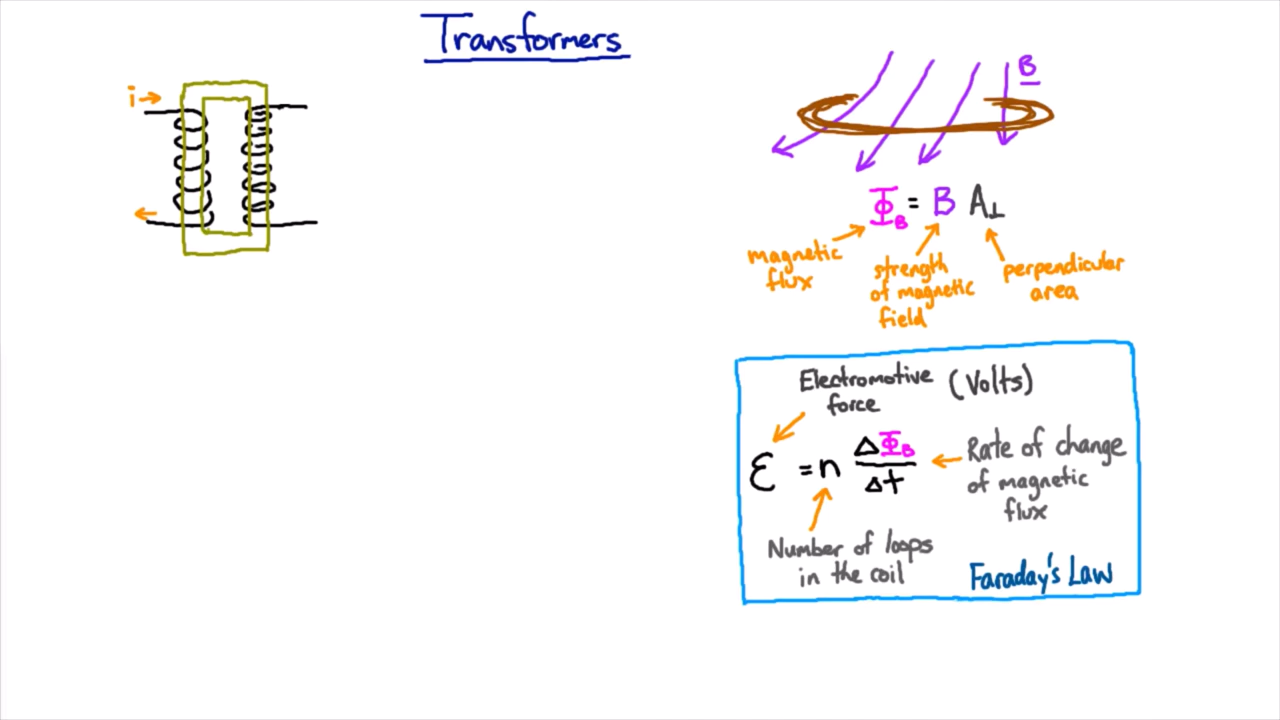 Transformers
i
B
Φ_B = B A⊥
magnetic
flux
strength
of magnetic
field
perpendicular
area
Electromotive (Volts)
force
ε = n ΔΦ_B / Δt
Rate of change
of magnetic
flux
Number of loops
in the coil
Faraday's Law